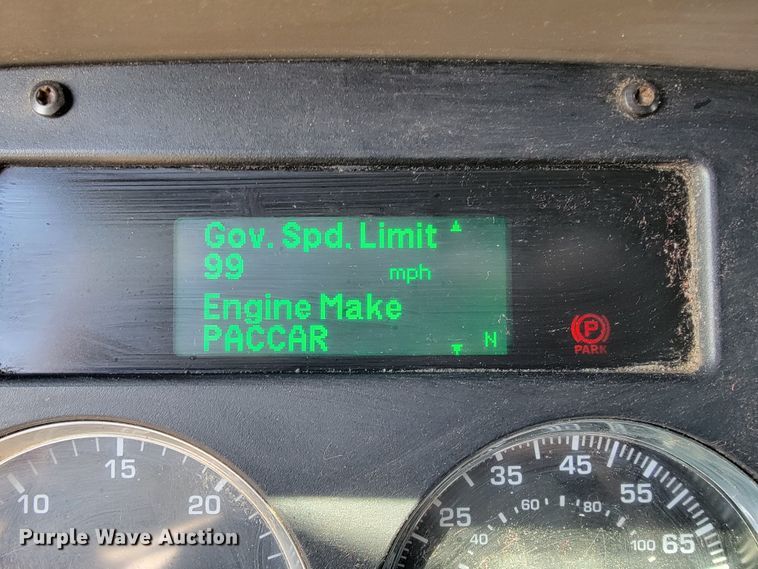 Gov. Spd. Limit
99 mph
Engine Make
PACCAR N
P
PARK
10 15 20
25 35 45 55 65
60 80 100
Purple Wave Auction